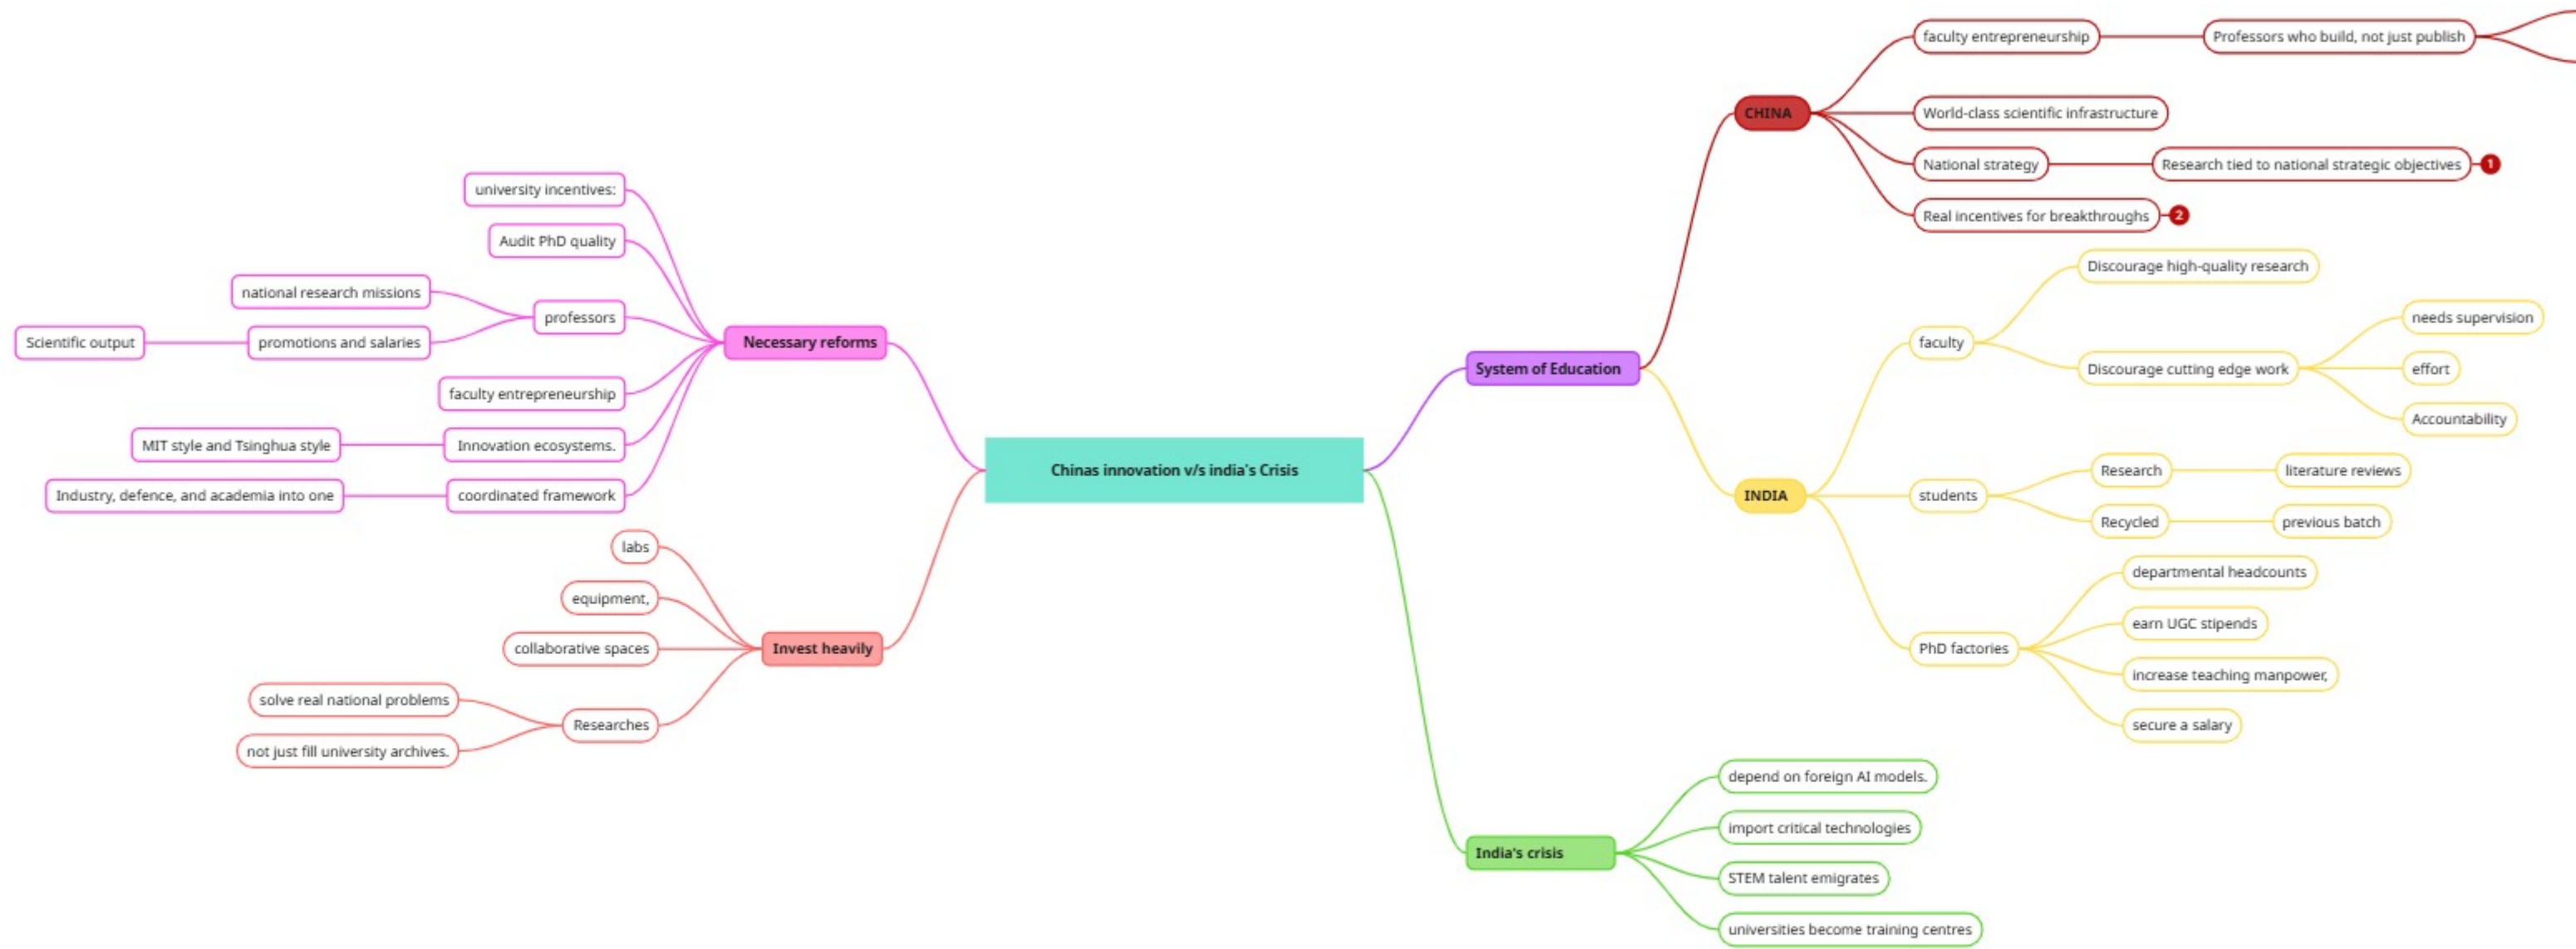 Chinas innovation v/s india's Crisis
System of Education
CHINA
faculty entrepreneurship
Professors who build, not just publish
World-class scientific infrastructure
National strategy
Research tied to national strategic objectives
1
Real incentives for breakthroughs
2
INDIA
faculty
Discourage high-quality research
Discourage cutting edge work
needs supervision
effort
Accountability
students
Research
literature reviews
Recycled
previous batch
PhD factories
departmental headcounts
earn UGC stipends
increase teaching manpower,
secure a salary
India's crisis
depend on foreign AI models.
import critical technologies
STEM talent emigrates
universities become training centres
Necessary reforms
university incentives:
Audit PhD quality
professors
national research missions
promotions and salaries
Scientific output
faculty entrepreneurship
Innovation ecosystems.
MIT style and Tsinghua style
coordinated framework
Industry, defence, and academia into one
Invest heavily
labs
equipment,
collaborative spaces
Researches
solve real national problems
not just fill university archives.